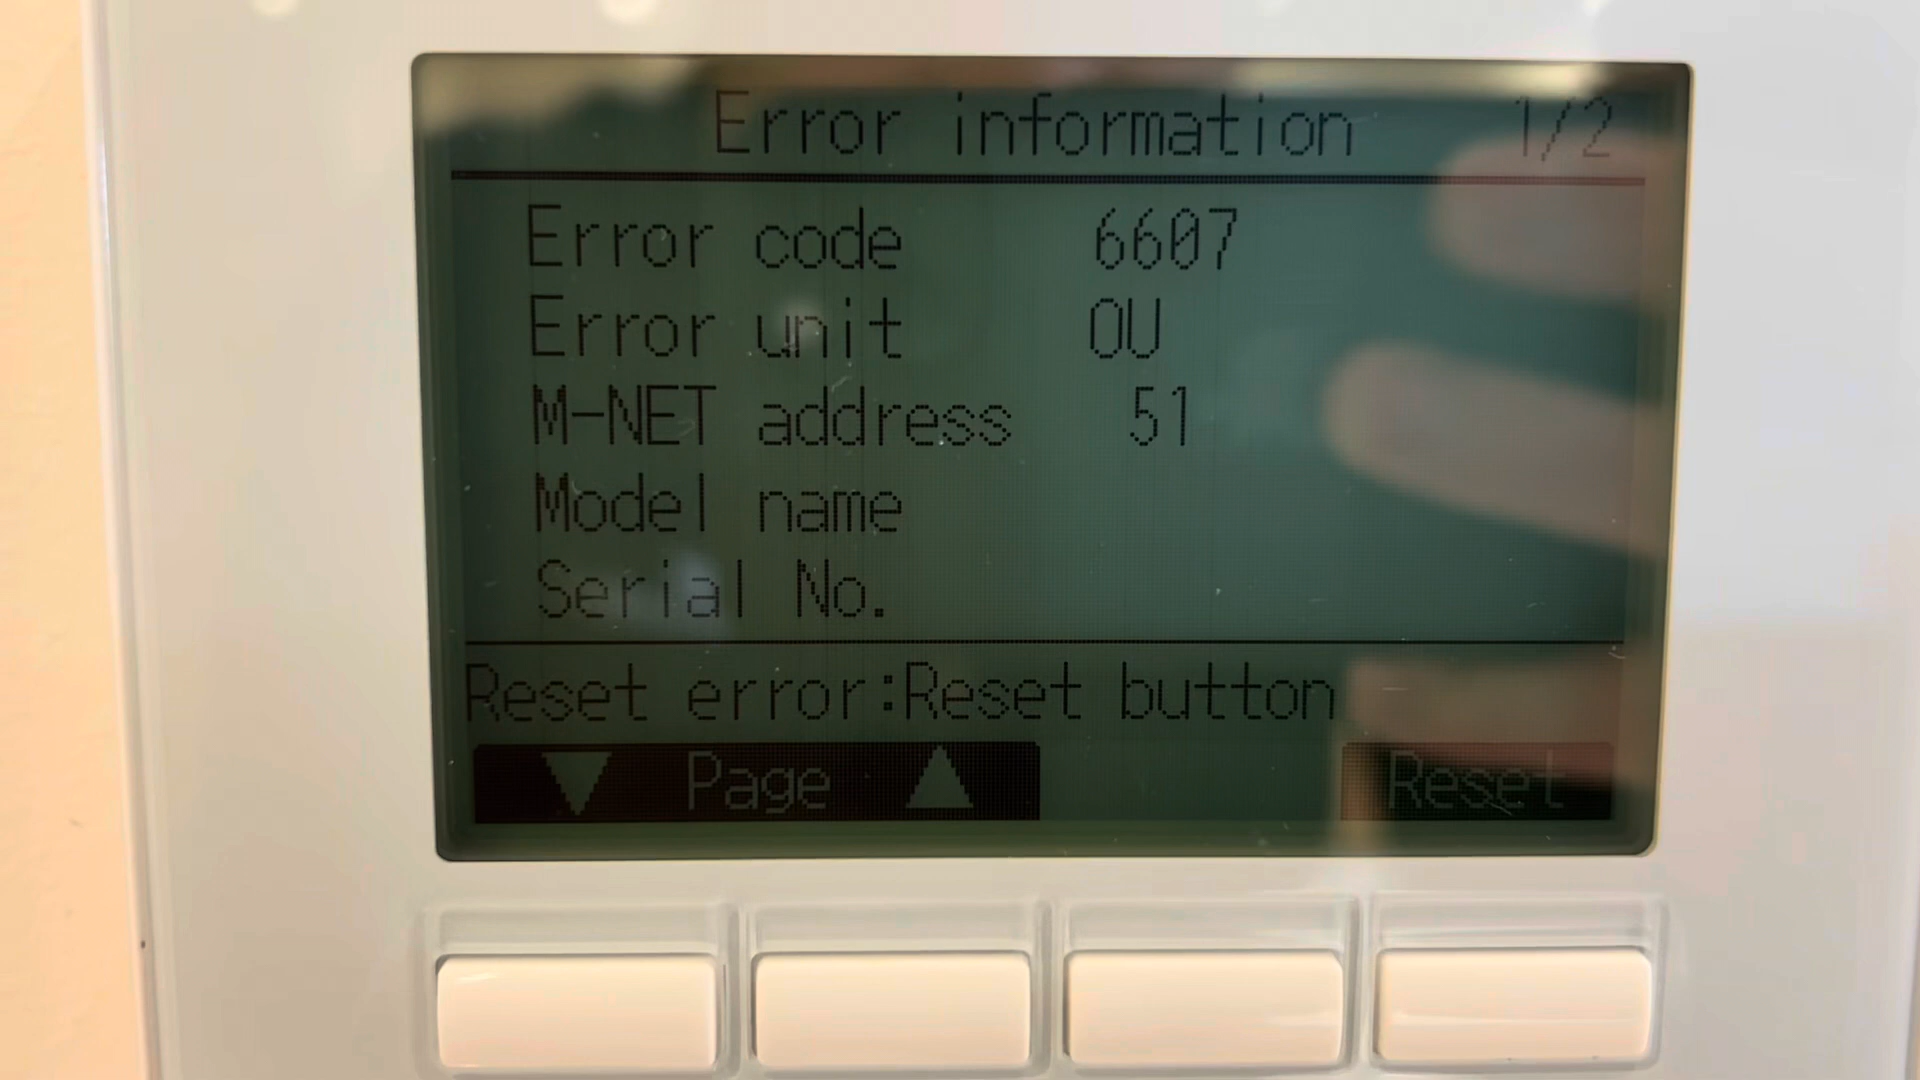 Error information 1/2
Error code 6607
Error unit OU
M-NET address 51
Model name
Serial No.
Reset error:Reset button
▼ Page ▲ Reset